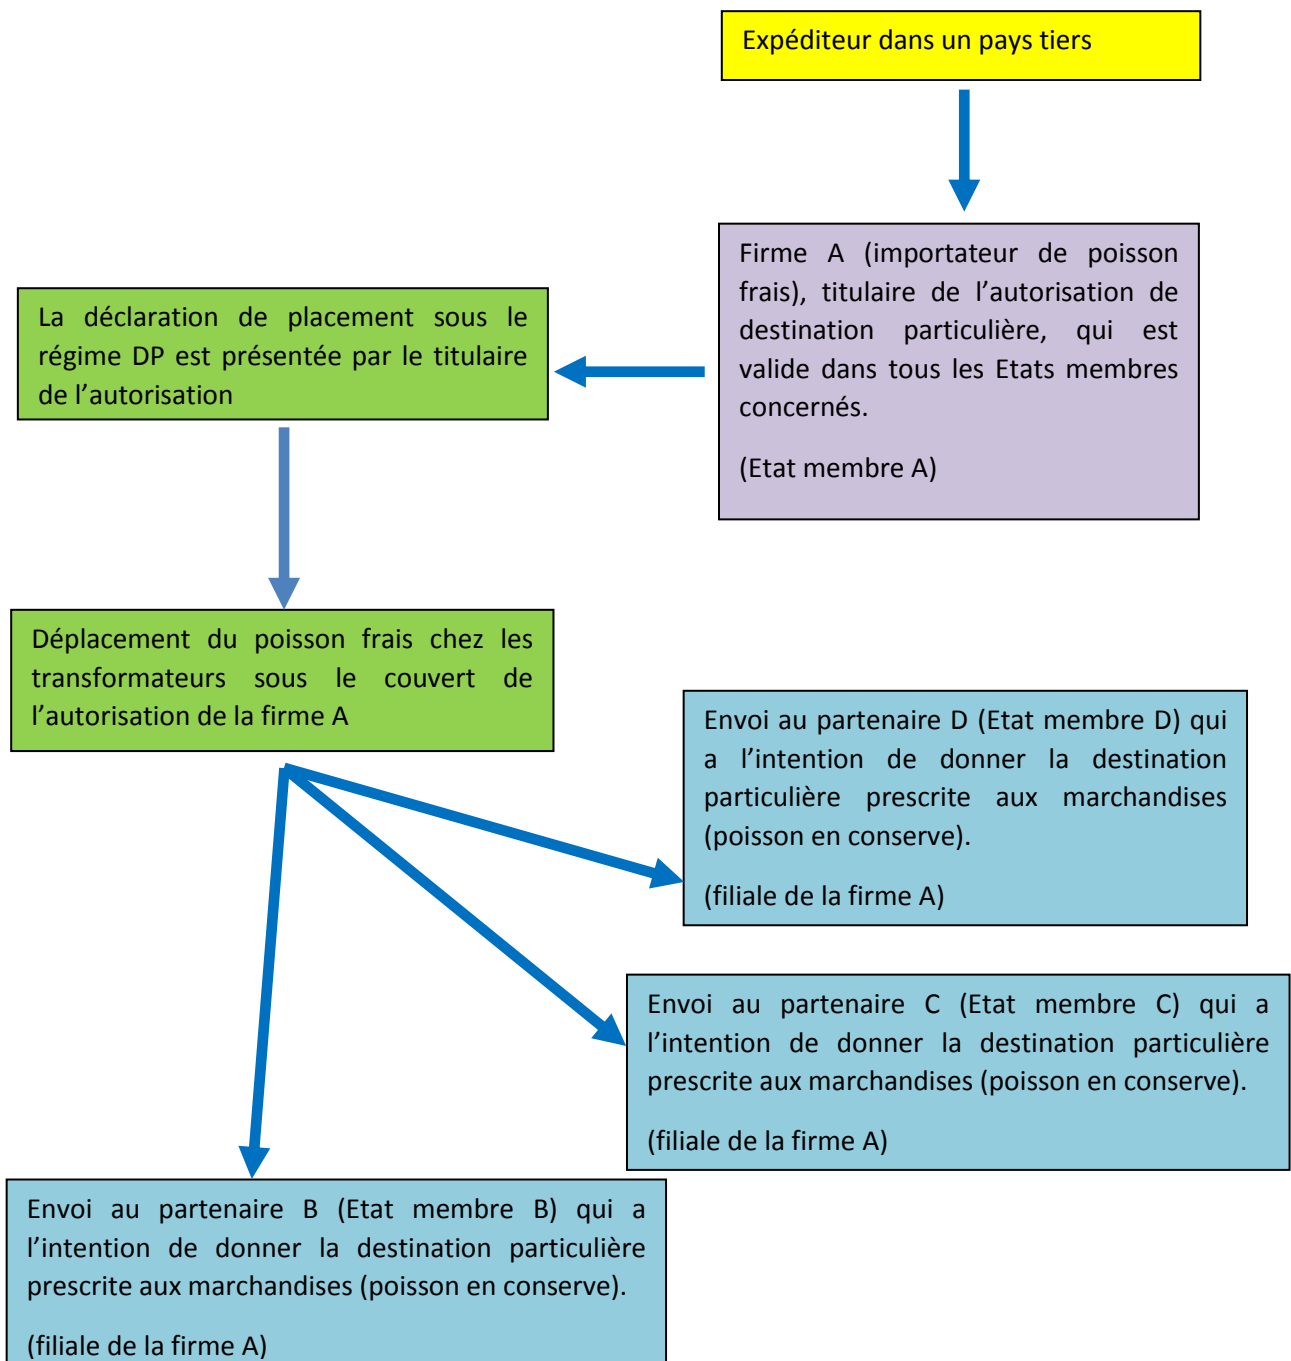 Expéditeur dans un pays tiers
Firme A (importateur de poisson
frais), titulaire de l’autorisation de
destination particulière, qui est
valide dans tous les Etats membres
concernés.
(Etat membre A)
La déclaration de placement sous le
régime DP est présentée par le titulaire
de l’autorisation
Déplacement du poisson frais chez les
transformateurs sous le couvert de
l’autorisation de la firme A
Envoi au partenaire D (Etat membre D) qui
a l’intention de donner la destination
particulière prescrite aux marchandises
(poisson en conserve).
(filiale de la firme A)
Envoi au partenaire C (Etat membre C) qui a
l’intention de donner la destination particulière
prescrite aux marchandises (poisson en conserve).
(filiale de la firme A)
Envoi au partenaire B (Etat membre B) qui a
l’intention de donner la destination particulière
prescrite aux marchandises (poisson en conserve).
(filiale de la firme A)